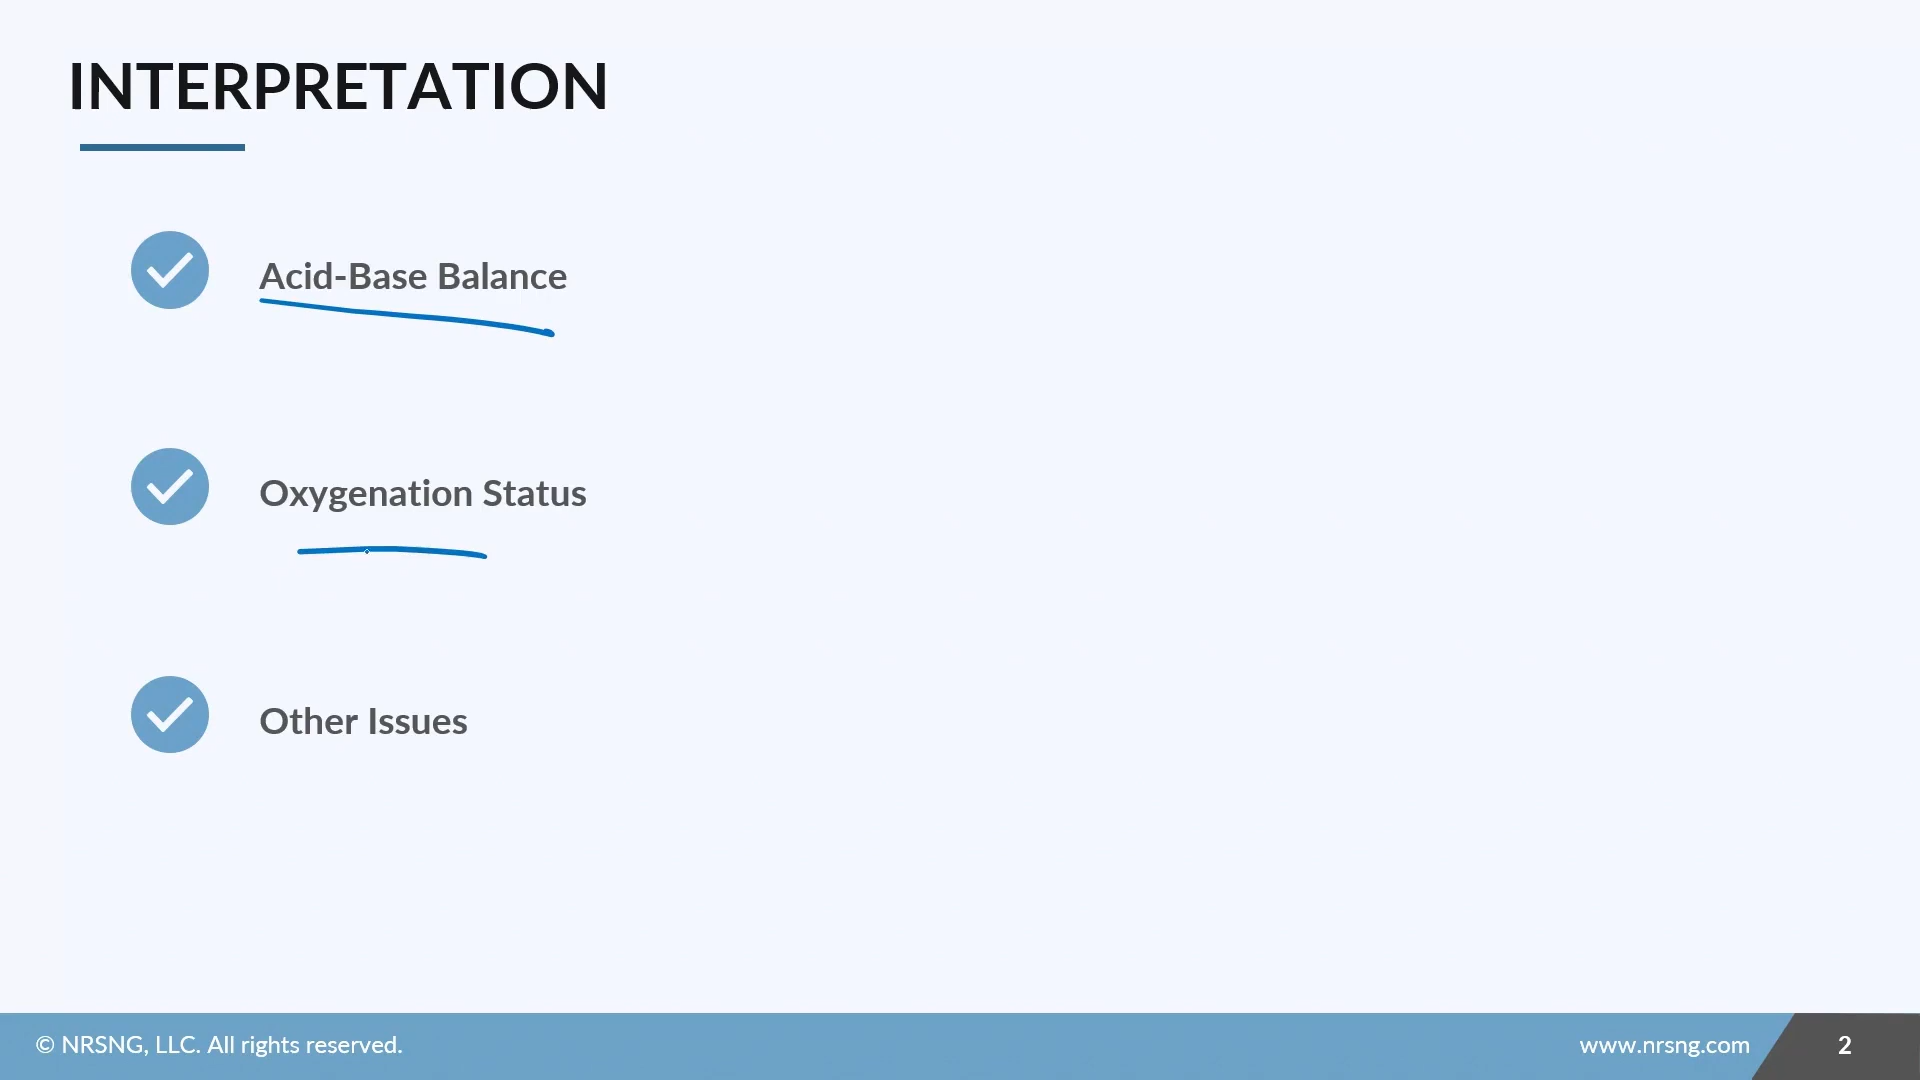 INTERPRETATION
Acid-Base Balance
Oxygenation Status
Other Issues
© NRSNG, LLC. All rights reserved.
www.nrsng.com
2